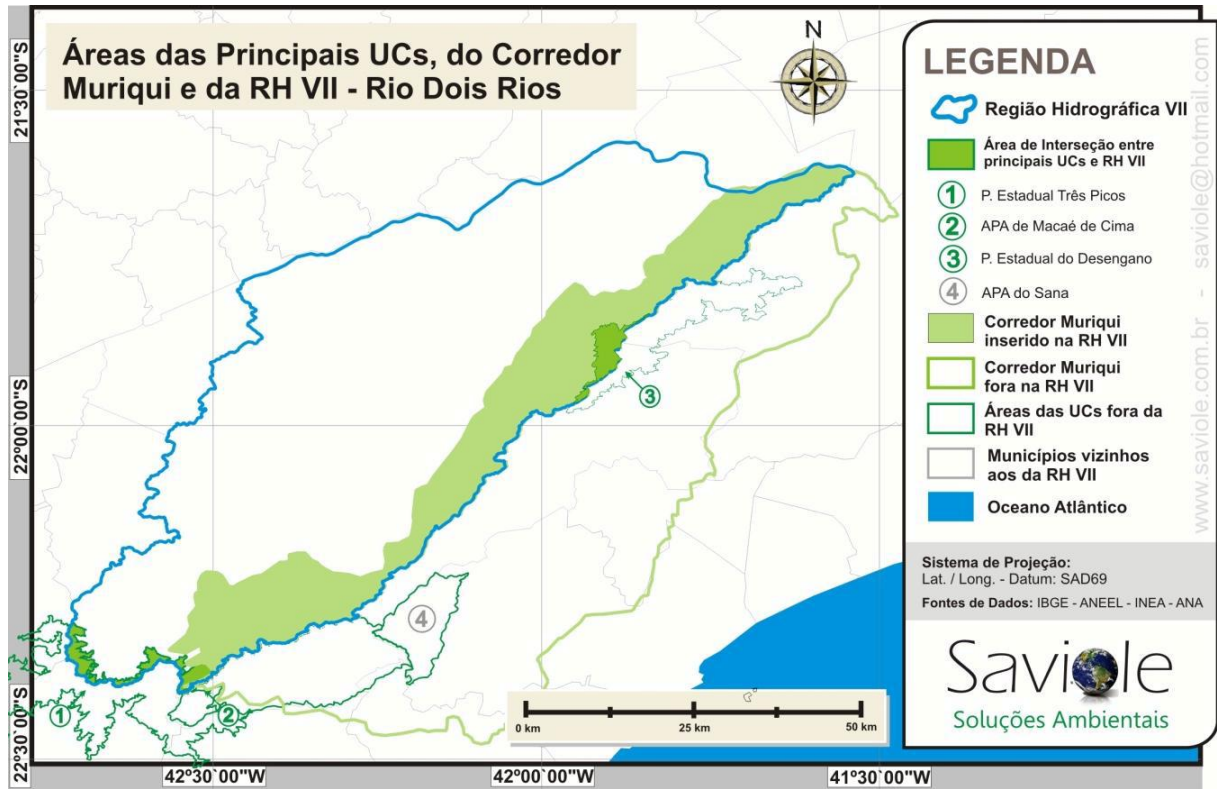 Áreas das Principais UCs, do Corredor
Muriqui e da RH VII - Rio Dois Rios
N
21°30'00"S
22°00'00"S
22°30'00"S
42°30'00"W
42°00'00"W
41°30'00"W
1
2
3
4
0 km
25 km
50 km
LEGENDA
Região Hidrográfica VII
Área de Interseção entre
principais UCs e RH VII
1 P. Estadual Três Picos
2 APA de Macaé de Cima
3 P. Estadual do Desengano
4 APA do Sana
Corredor Muriqui
inserido na RH VII
Corredor Muriqui
fora na RH VII
Áreas das UCs fora da
RH VII
Municípios vizinhos
aos da RH VII
Oceano Atlântico
Sistema de Projeção:
Lat. / Long. - Datum: SAD69
Fontes de Dados: IBGE - ANEEL - INEA - ANA
Saviole
Soluções Ambientais
www.saviole.com.br - saviole@hotmail.com